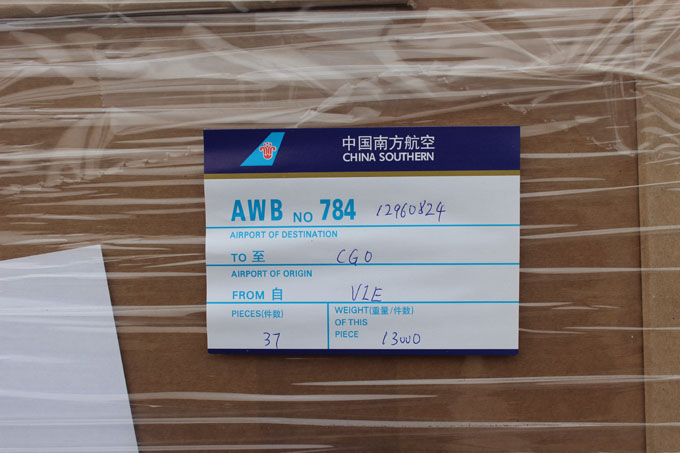 中国南方航空
CHINA SOUTHERN
AWB NO 784 12960824
AIRPORT OF DESTINATION
TO 至 CGO
AIRPORT OF ORIGIN
FROM 自 VIE
PIECES(件数) 37
WEIGHT(重量/件数)
OF THIS
PIECE 13000